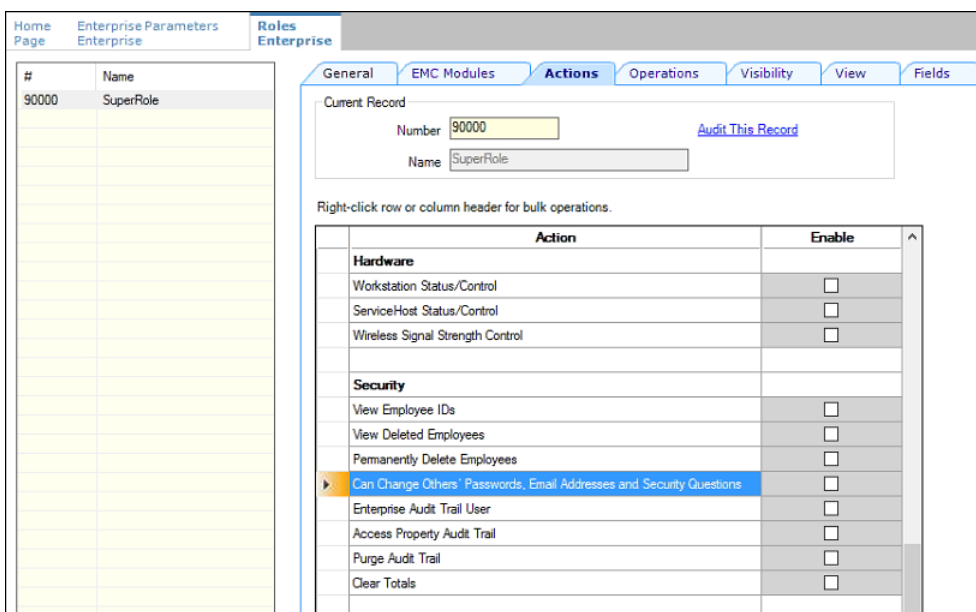 Home Page
Enterprise Parameters Enterprise
Roles Enterprise
# Name
90000 SuperRole
General EMC Modules Actions Operations Visibility View Fields
Current Record
Number 90000 Audit This Record
Name SuperRole
Right-click row or column header for bulk operations.
Action Enable
Hardware
Workstation Status/Control
ServiceHost Status/Control
Wireless Signal Strength Control
Security
View Employee IDs
View Deleted Employees
Permanently Delete Employees
Can Change Others' Passwords, Email Addresses and Security Questions
Enterprise Audit Trail User
Access Property Audit Trail
Purge Audit Trail
Clear Totals